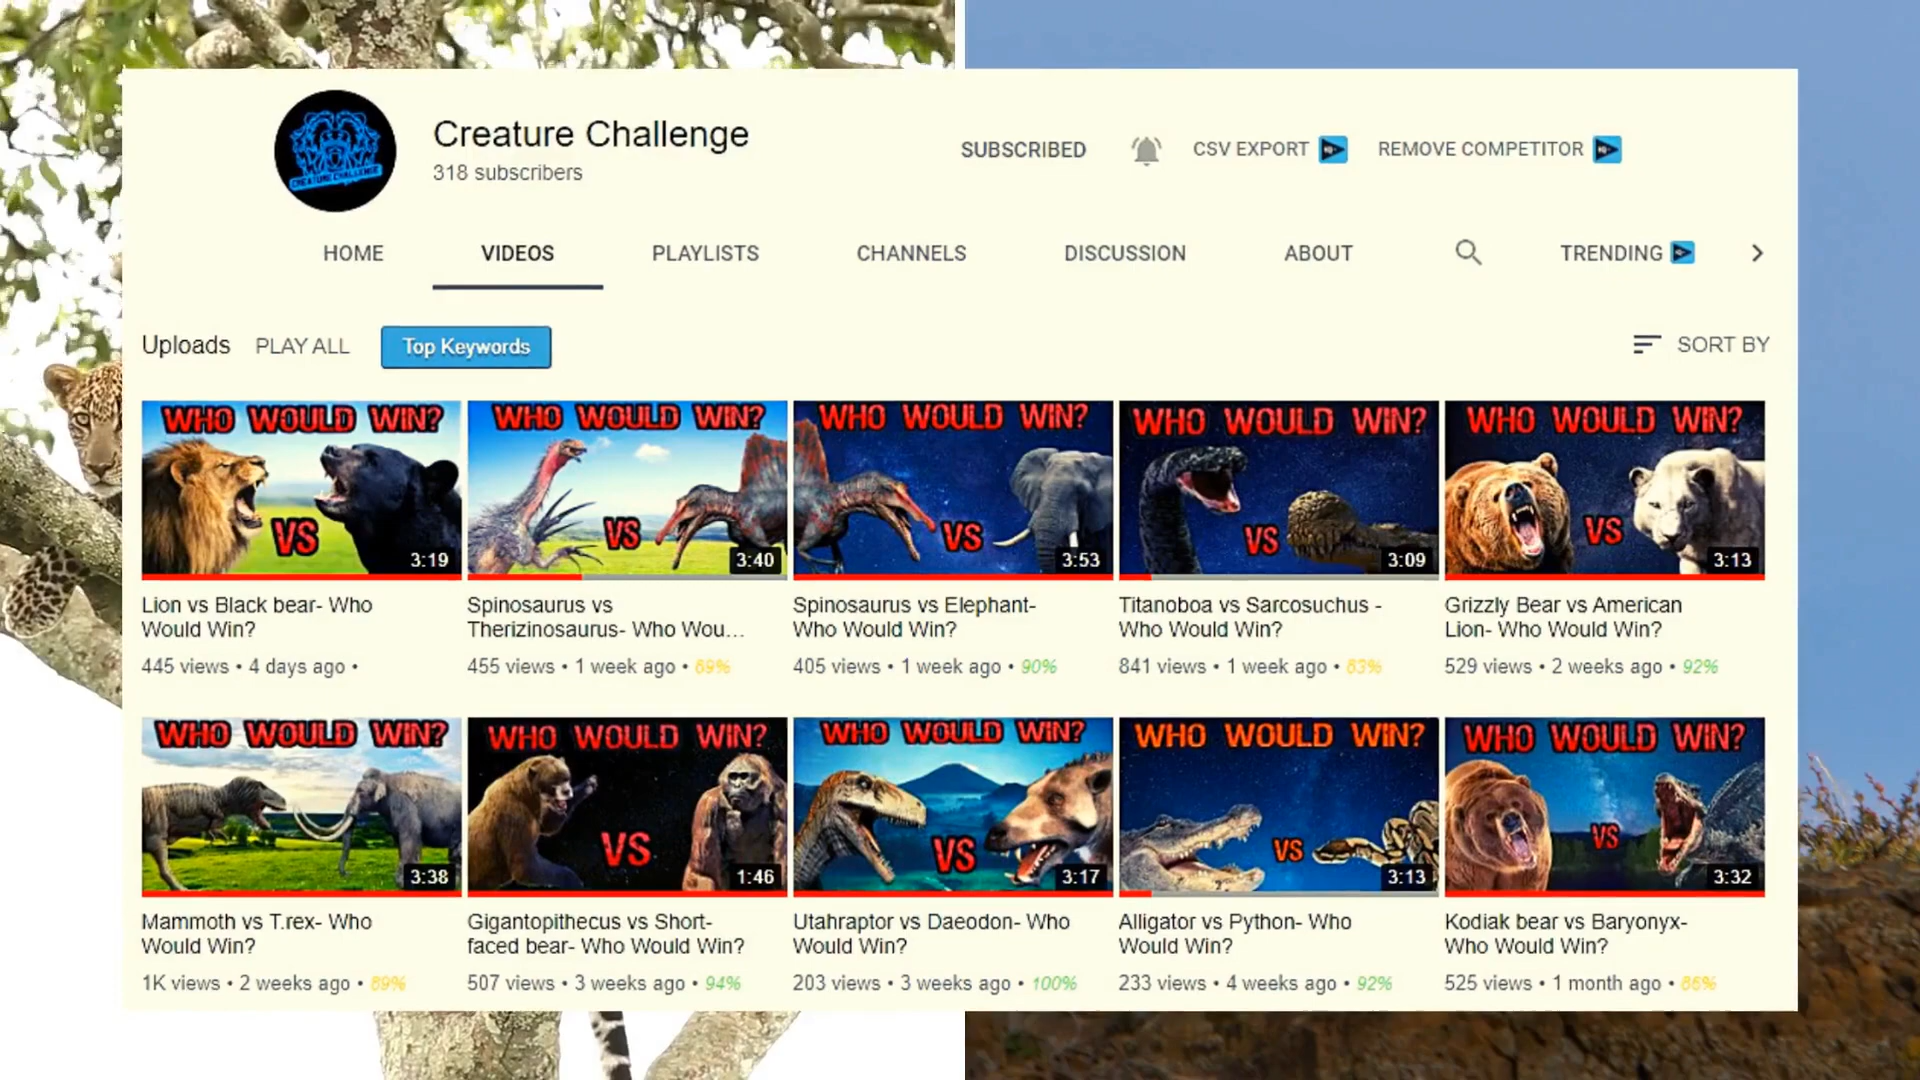 CREATURE CHALLENGE
Creature Challenge
318 subscribers
SUBSCRIBED
CSV EXPORT
REMOVE COMPETITOR
HOME
VIDEOS
PLAYLISTS
CHANNELS
DISCUSSION
ABOUT
TRENDING
Uploads
PLAY ALL
Top Keywords
SORT BY
WHO WOULD WIN?
VS
3:19
WHO WOULD WIN?
VS
3:40
WHO WOULD WIN?
VS
3:53
WHO WOULD WIN?
VS
3:09
WHO WOULD WIN?
VS
3:13
Lion vs Black bear- Who
Would Win?
445 views • 4 days ago •
Spinosaurus vs
Therizinosaurus- Who Wou...
455 views • 1 week ago • 89%
Spinosaurus vs Elephant-
Who Would Win?
405 views • 1 week ago • 90%
Titanoboa vs Sarcosuchus -
Who Would Win?
841 views • 1 week ago • 83%
Grizzly Bear vs American
Lion- Who Would Win?
529 views • 2 weeks ago • 92%
WHO WOULD WIN?
3:38
WHO WOULD WIN?
VS
1:46
WHO WOULD WIN?
VS
3:17
WHO WOULD WIN?
VS
3:13
WHO WOULD WIN?
VS
3:32
Mammoth vs T.rex- Who
Would Win?
1K views • 2 weeks ago • 89%
Gigantopithecus vs Short-
faced bear- Who Would Win?
507 views • 3 weeks ago • 94%
Utahraptor vs Daeodon- Who
Would Win?
203 views • 3 weeks ago • 100%
Alligator vs Python- Who
Would Win?
233 views • 4 weeks ago • 92%
Kodiak bear vs Baryonyx-
Who Would Win?
525 views • 1 month ago • 86%